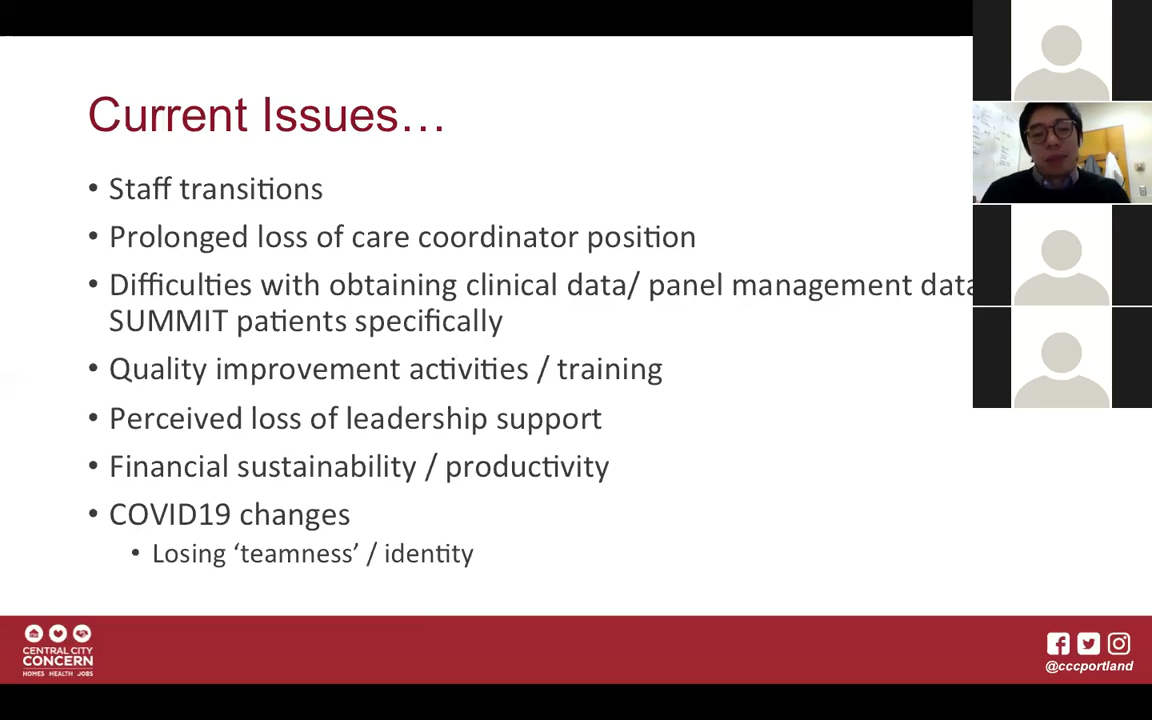 Current Issues…
• Staff transitions
• Prolonged loss of care coordinator position
• Difficulties with obtaining clinical data/ panel management data
SUMMIT patients specifically
• Quality improvement activities / training
• Perceived loss of leadership support
• Financial sustainability / productivity
• COVID19 changes
• Losing ‘teamness’ / identity
CENTRAL CITY
CONCERN
HOMES HEALTH JOBS
@cccportland